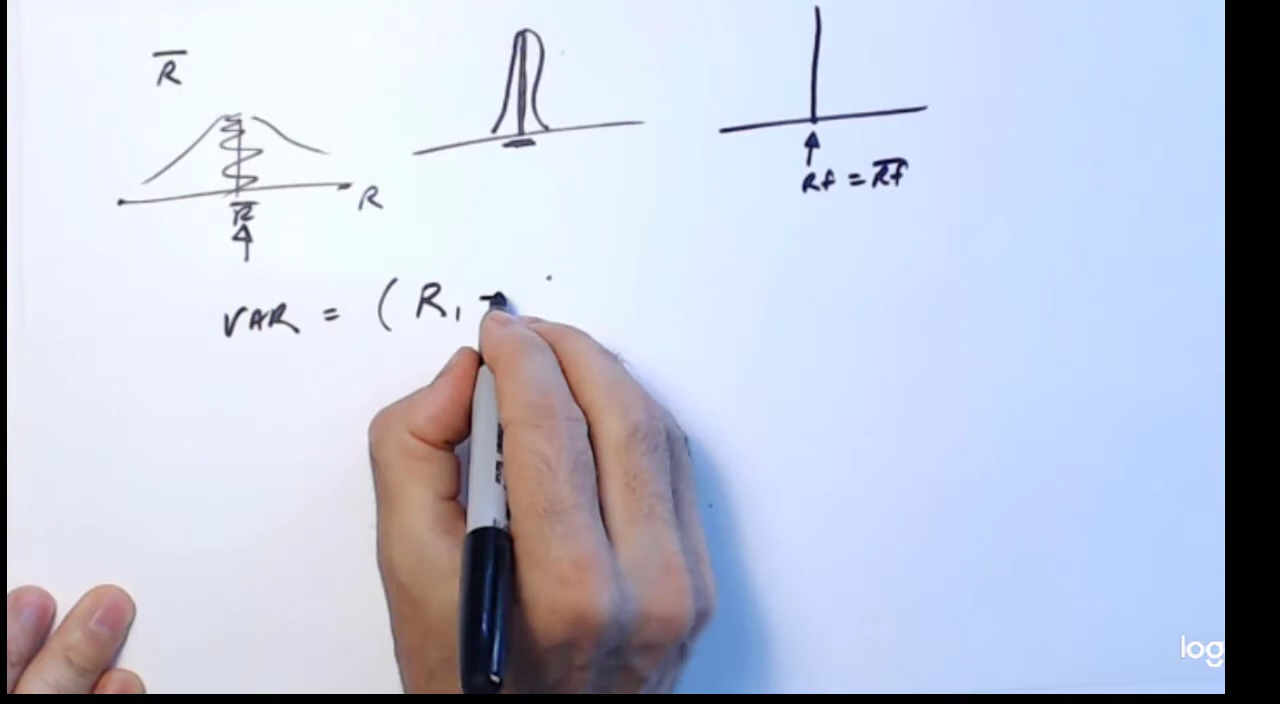 R̅
R
R̅
Rf = R̅f̅
VAR = ( R₁ -
log